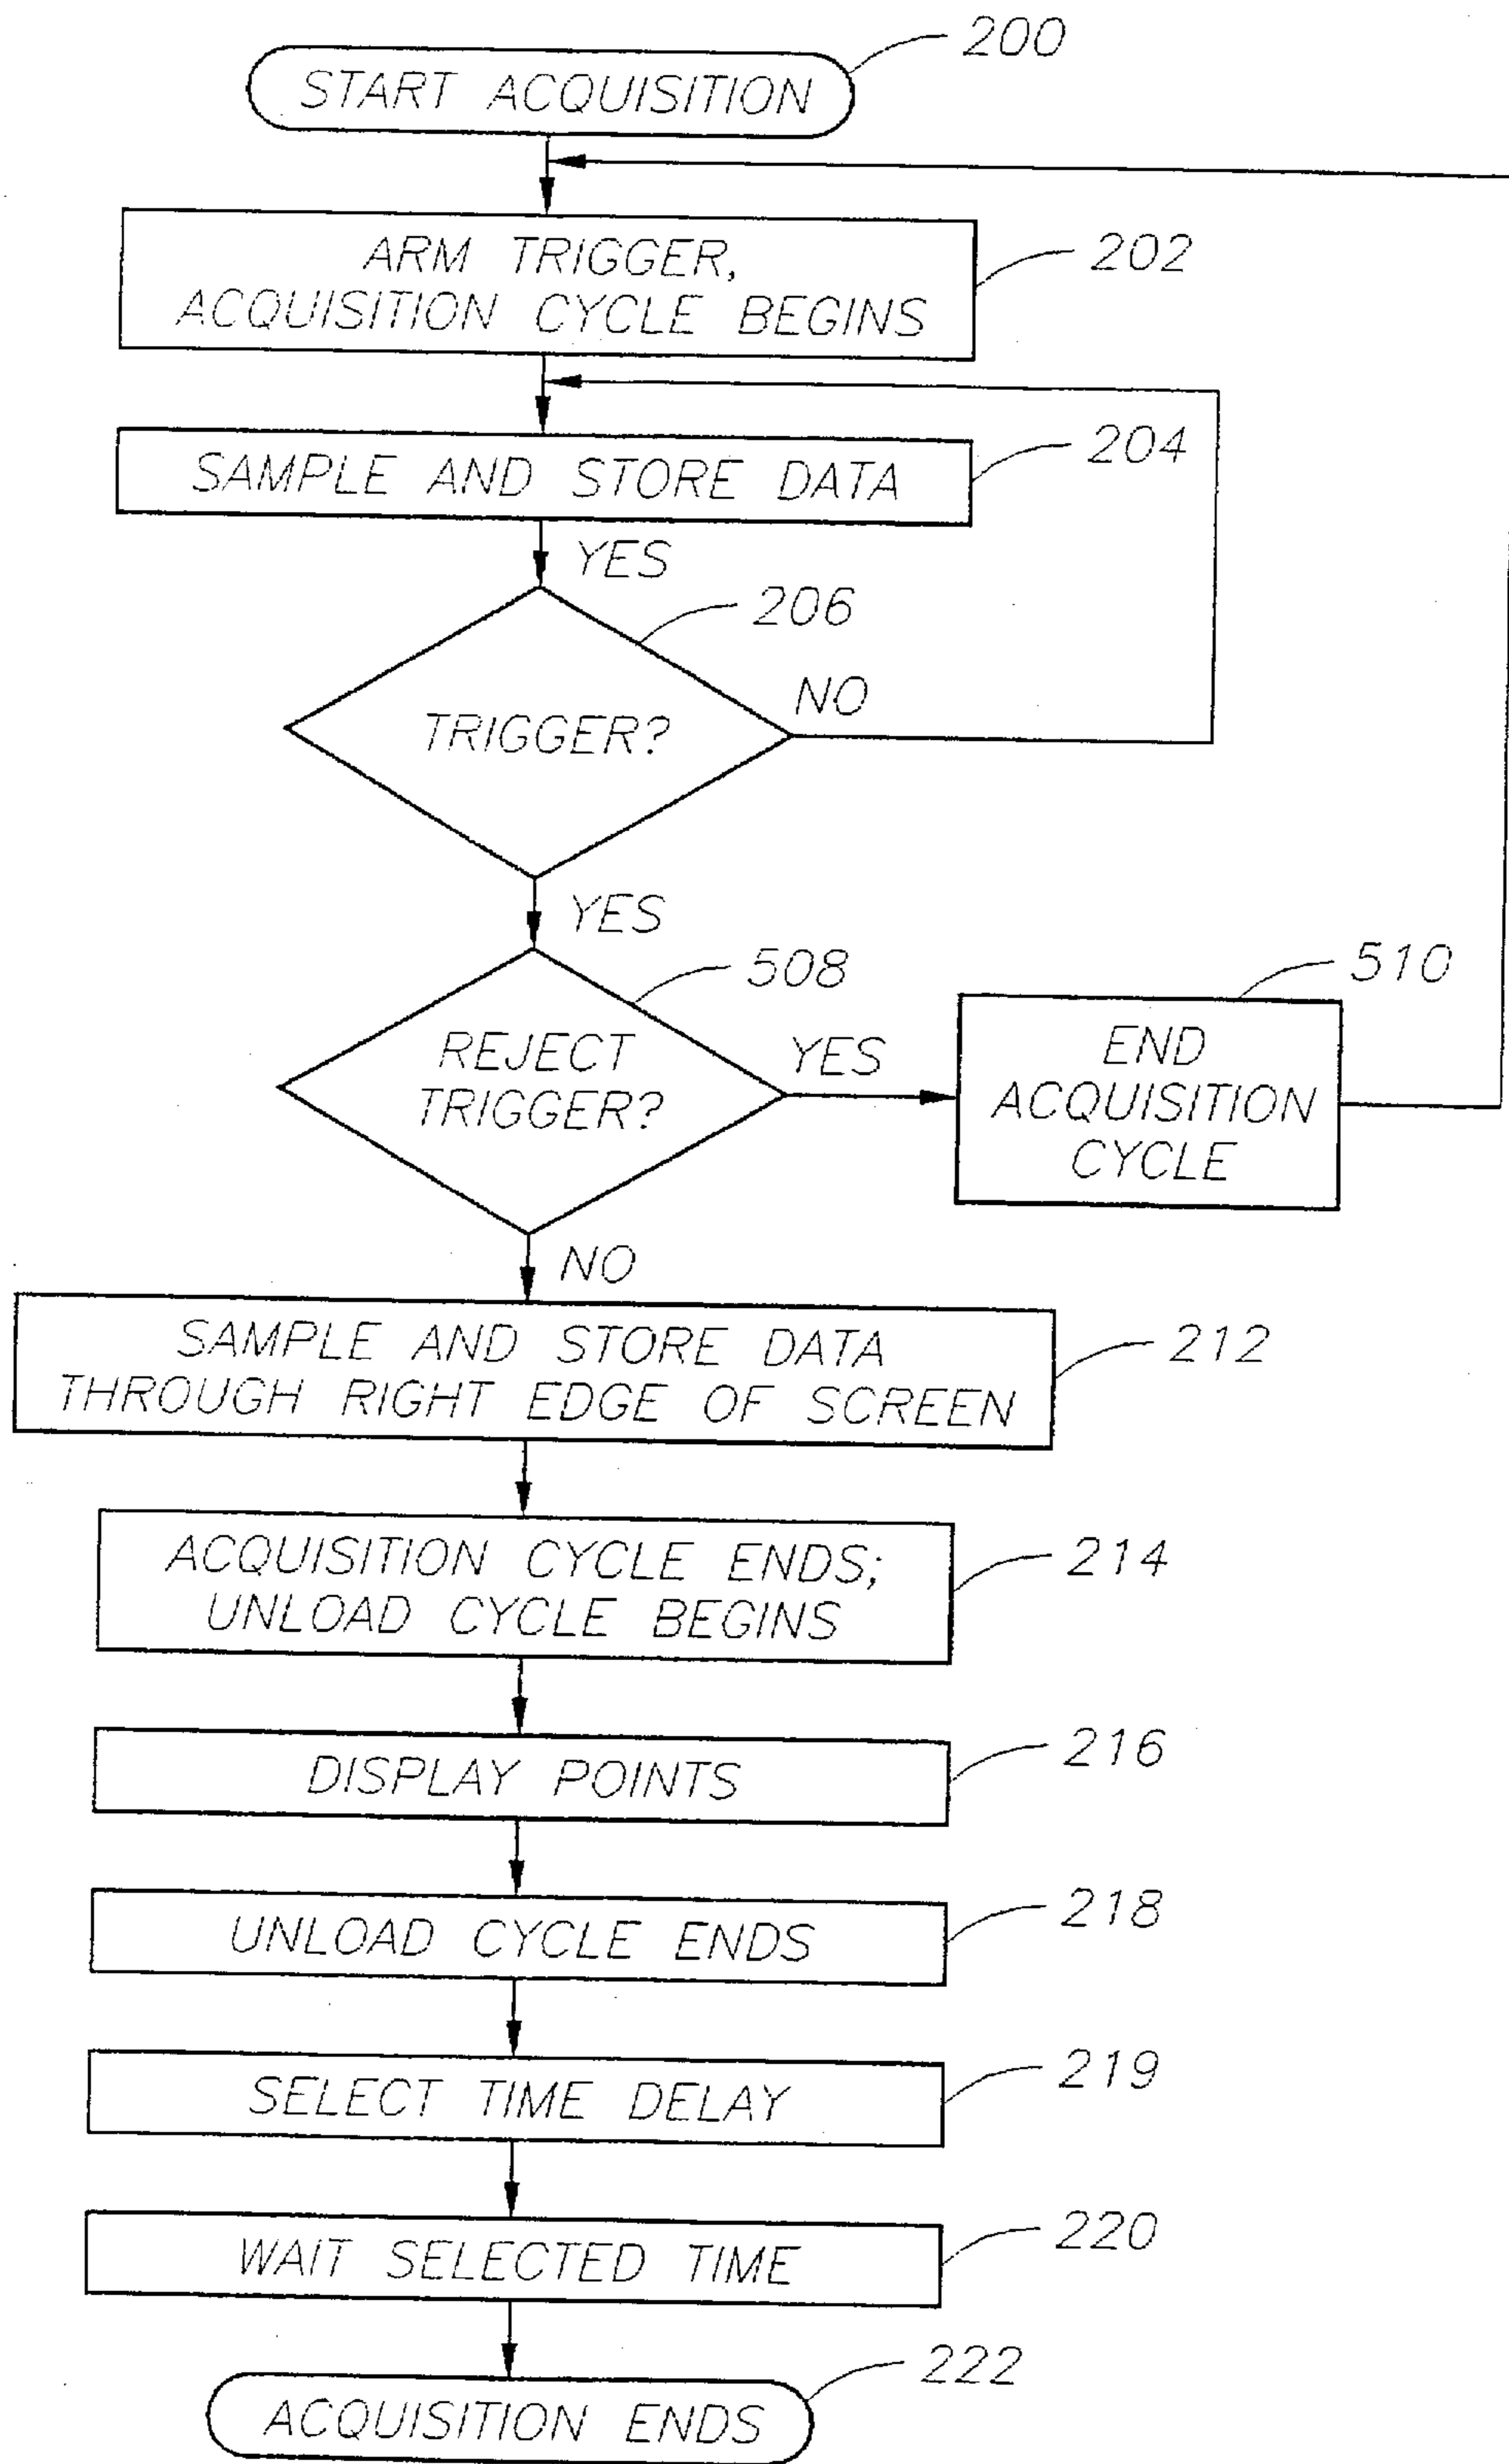 200
START ACQUISITION
ARM TRIGGER,
ACQUISITION CYCLE BEGINS
202
SAMPLE AND STORE DATA
204
YES
206
TRIGGER?
NO
YES
508
REJECT
TRIGGER?
YES
510
END
ACQUISITION
CYCLE
NO
SAMPLE AND STORE DATA
THROUGH RIGHT EDGE OF SCREEN
212
ACQUISITION CYCLE ENDS;
UNLOAD CYCLE BEGINS
214
DISPLAY POINTS
216
UNLOAD CYCLE ENDS
218
SELECT TIME DELAY
219
WAIT SELECTED TIME
220
ACQUISITION ENDS
222